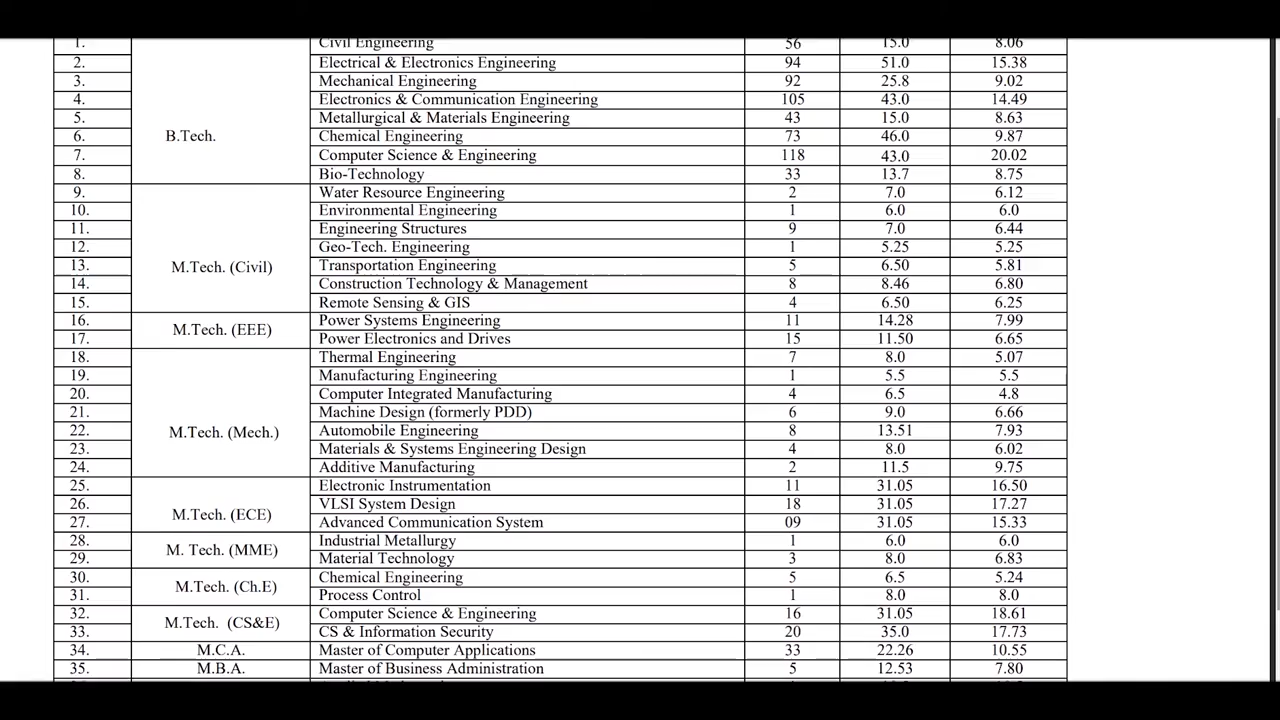 1. Civil Engineering 56 15.0 8.06
2. Electrical & Electronics Engineering 94 51.0 15.38
3. Mechanical Engineering 92 25.8 9.02
4. Electronics & Communication Engineering 105 43.0 14.49
5. Metallurgical & Materials Engineering 43 15.0 8.63
6. B.Tech. Chemical Engineering 73 46.0 9.87
7. Computer Science & Engineering 118 43.0 20.02
8. Bio-Technology 33 13.7 8.75
9. Water Resource Engineering 2 7.0 6.12
10. Environmental Engineering 1 6.0 6.0
11. Engineering Structures 9 7.0 6.44
12. Geo-Tech. Engineering 1 5.25 5.25
13. M.Tech. (Civil) Transportation Engineering 5 6.50 5.81
14. Construction Technology & Management 8 8.46 6.80
15. Remote Sensing & GIS 4 6.50 6.25
16. M.Tech. (EEE) Power Systems Engineering 11 14.28 7.99
17. Power Electronics and Drives 15 11.50 6.65
18. Thermal Engineering 7 8.0 5.07
19. Manufacturing Engineering 1 5.5 5.5
20. Computer Integrated Manufacturing 4 6.5 4.8
21. Machine Design (formerly PDD) 6 9.0 6.66
22. M.Tech. (Mech.) Automobile Engineering 8 13.51 7.93
23. Materials & Systems Engineering Design 4 8.0 6.02
24. Additive Manufacturing 2 11.5 9.75
25. Electronic Instrumentation 11 31.05 16.50
26. VLSI System Design 18 31.05 17.27
27. M.Tech. (ECE) Advanced Communication System 09 31.05 15.33
28. M. Tech. (MME) Industrial Metallurgy 1 6.0 6.0
29. Material Technology 3 8.0 6.83
30. M.Tech. (Ch.E) Chemical Engineering 5 6.5 5.24
31. Process Control 1 8.0 8.0
32. M.Tech. (CS&E) Computer Science & Engineering 16 31.05 18.61
33. CS & Information Security 20 35.0 17.73
34. M.C.A. Master of Computer Applications 33 22.26 10.55
35. M.B.A. Master of Business Administration 5 12.53 7.80